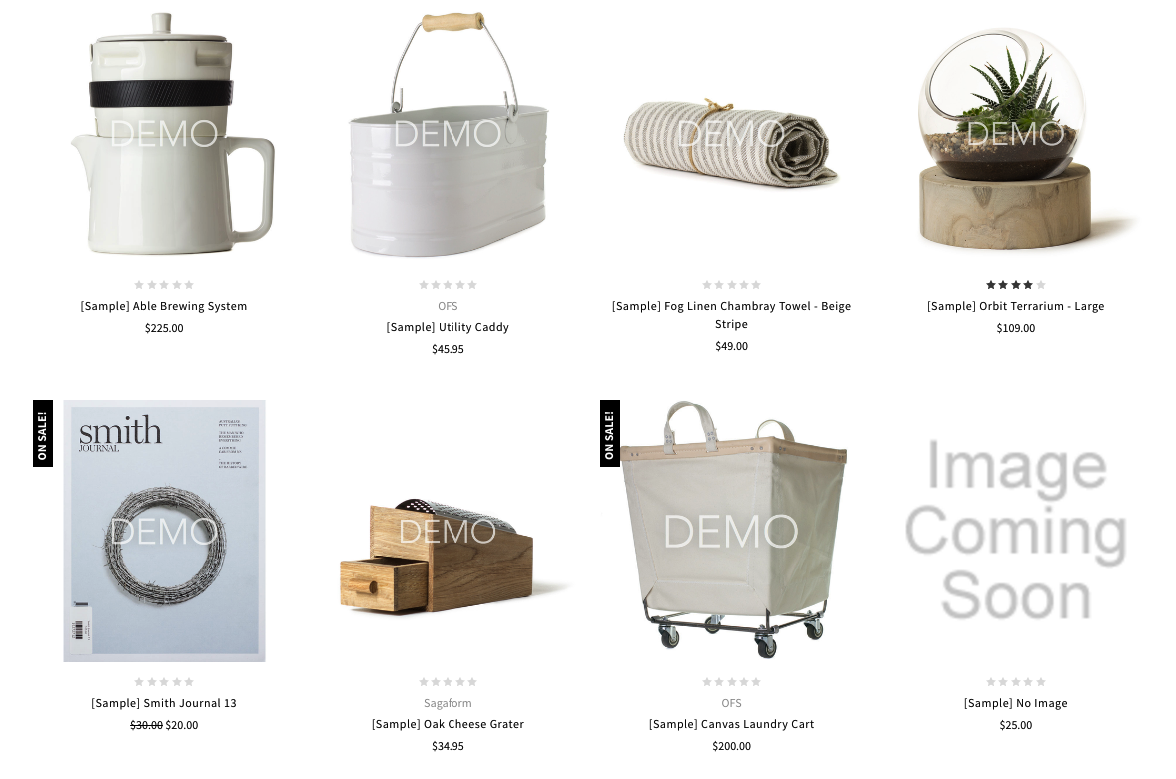 DEMO
DEMO
DEMO
DEMO
[Sample] Able Brewing System
$225.00
OFS
[Sample] Utility Caddy
$45.95
[Sample] Fog Linen Chambray Towel - Beige
Stripe
$49.00
[Sample] Orbit Terrarium - Large
$109.00
ON SALE!
smith
JOURNAL
DEMO
DEMO
ON SALE!
DEMO
Image
Coming
Soon
[Sample] Smith Journal 13
$30.00 $20.00
Sagaform
[Sample] Oak Cheese Grater
$34.95
OFS
[Sample] Canvas Laundry Cart
$200.00
[Sample] No Image
$25.00